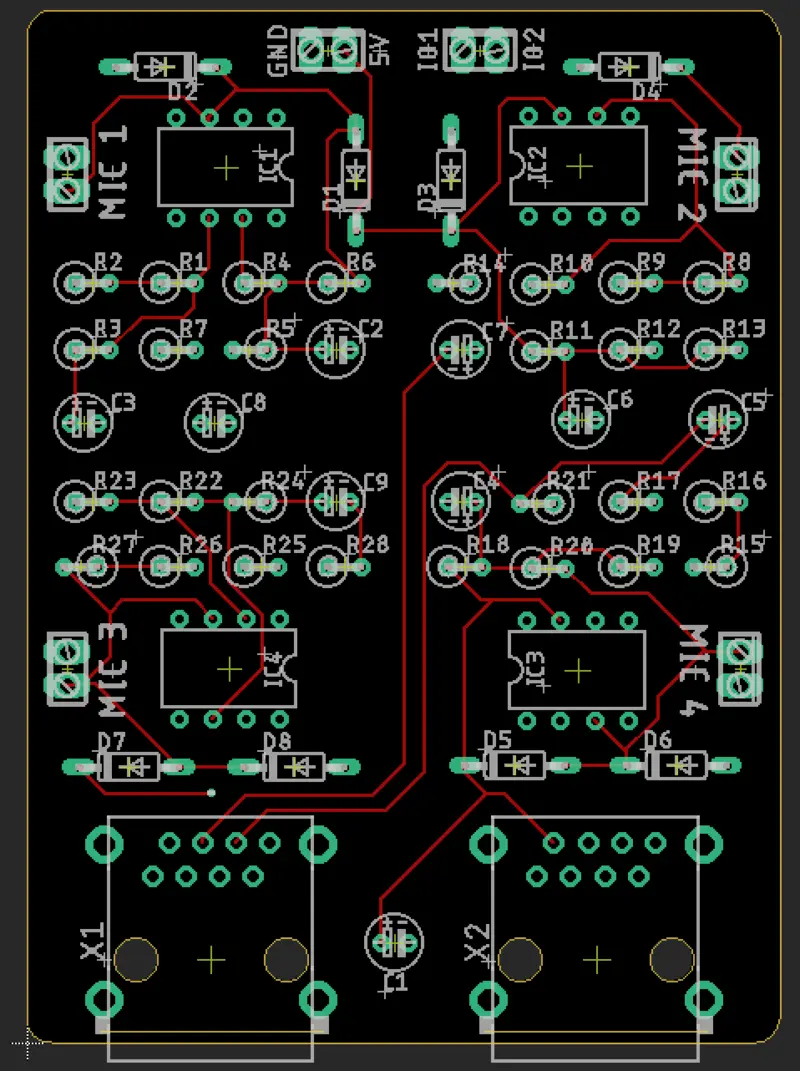 GND 5V IO1 IO2
D2 D4
MIC 1 IC1 D1 D3 IC2 MIC 2
R2 R1 R4 R6 R14 R10 R9 R8
R3 R7 R5 C2 C7 R11 R12 R13
C3 C8 C6 C5
R23 R22 R24 C9 C4 R21 R17 R16
R27 R26 R25 R28 R18 R20 R19 R15
MIC 3 IC4 IC3 MIC 4
D7 D8 D5 D6
X1 X2
C1